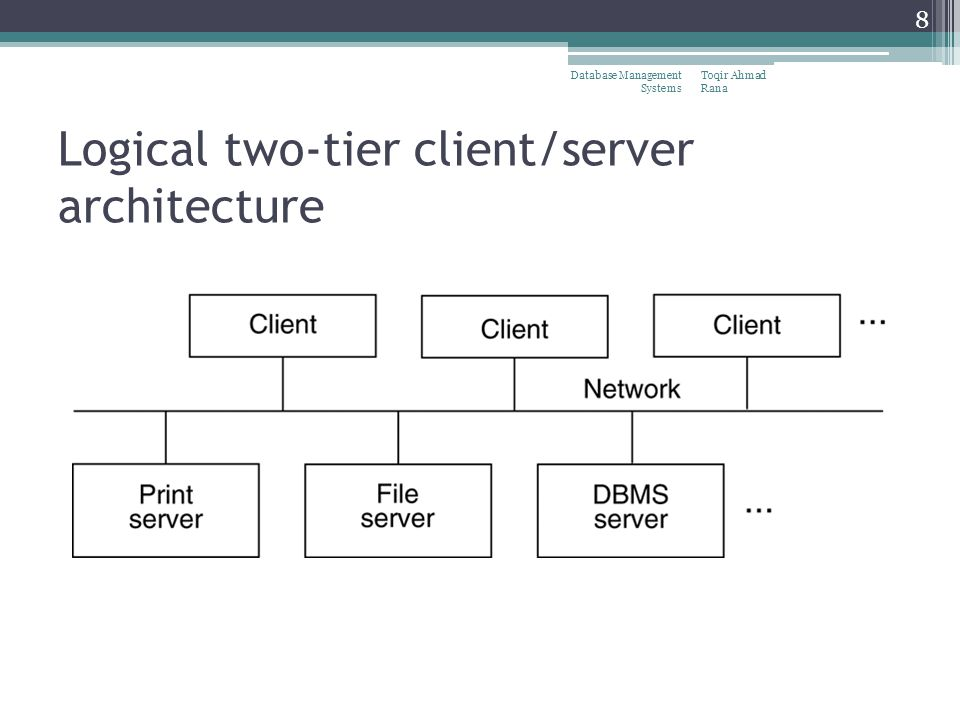 8
Database Management
Systems
Toqir Ahmad
Rana
Logical two-tier client/server
architecture
Client
Client
Client
...
Network
Print
server
File
server
DBMS
server
...